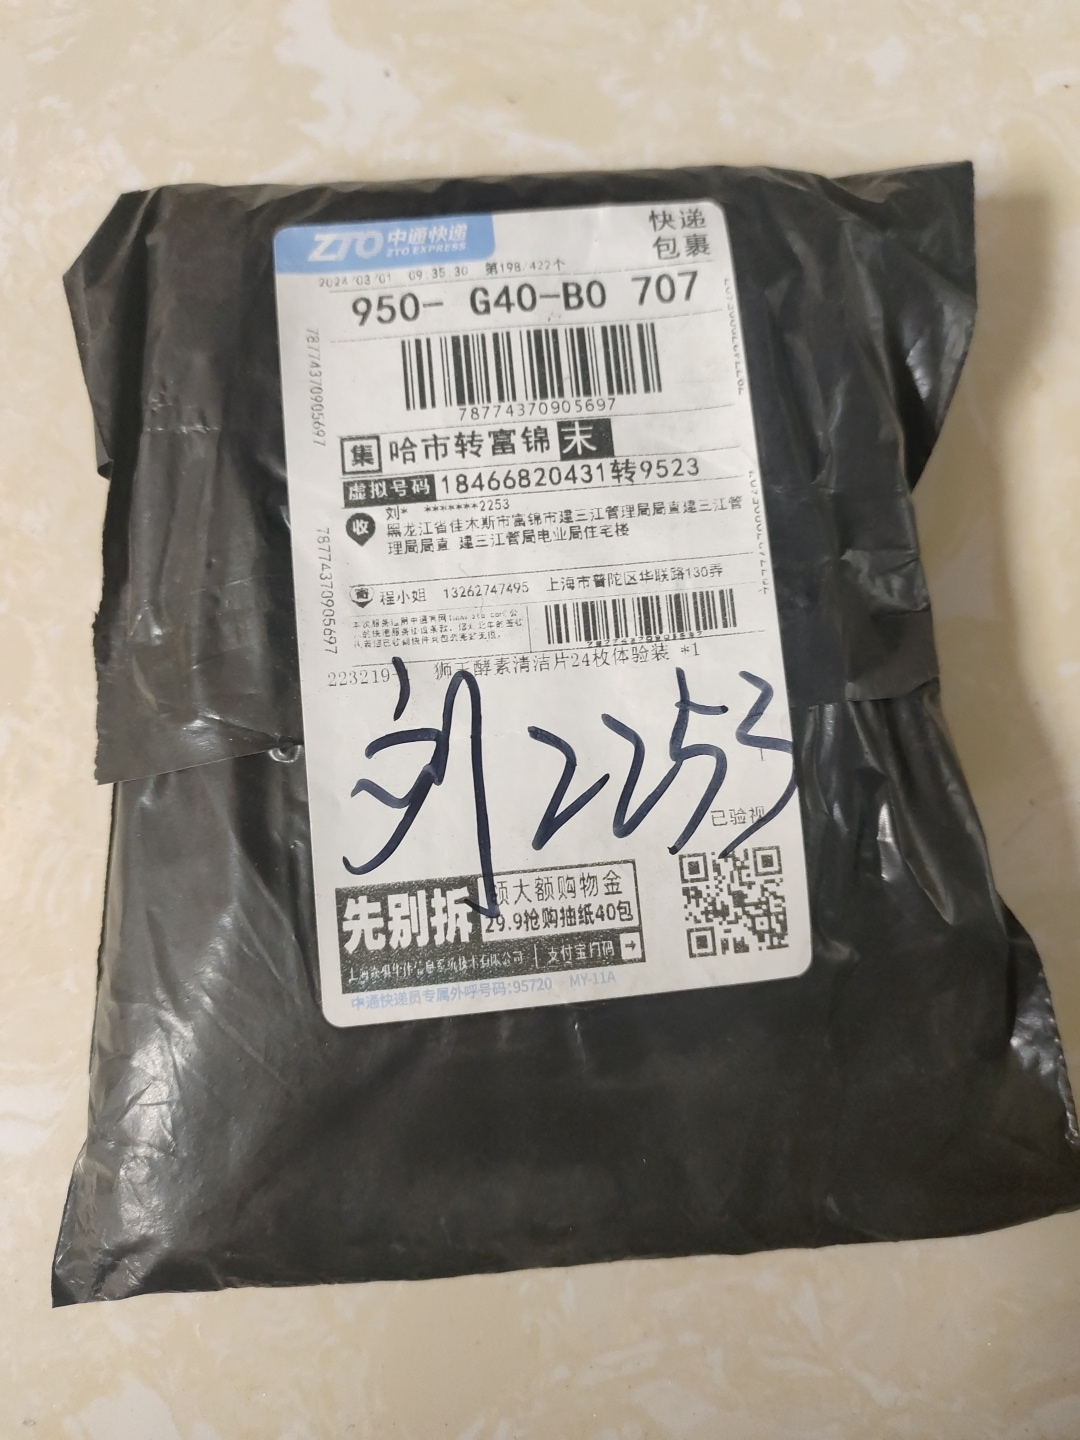 ZTO 中通快递
ZTO EXPRESS
快递
包裹
2024/03/01 09:35:30 第198/422个
950- G40-B0 707
78774370905697
78774370905697
集 哈市转富锦 末
虚拟号码 18466820431转9523
收 刘* *******2253
黑龙江省佳木斯市富锦市建三江管理局局直建三江管
理局局直 建三江管局电业局住宅楼
78774370905697
寄 程小姐 13262747495 上海市普陀区华联路130弄
78774370905697
223219- 狮王酵素清洁片24枚体验装 *1
刘2253
已验视
先别拆
领大额购物金
29.9抢购抽纸40包
支付宝扫码
中通快递员专属外呼号码:95720 MY-11A